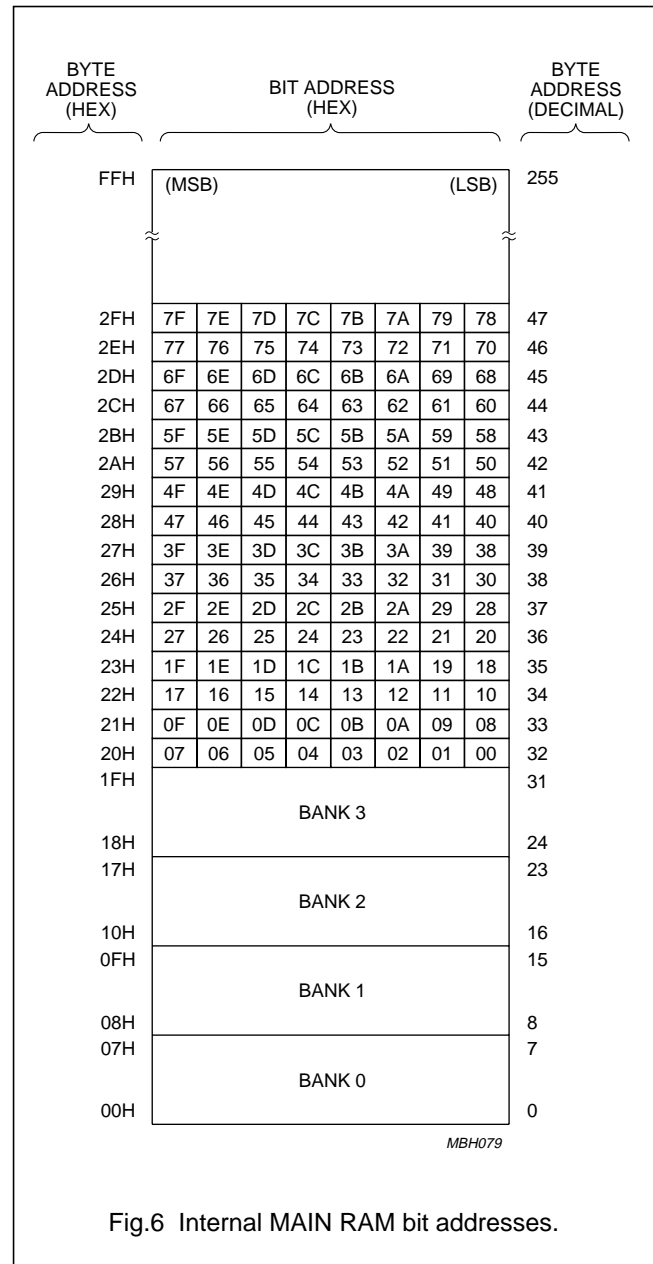 BYTE ADDRESS (HEX)
BIT ADDRESS (HEX)
BYTE ADDRESS (DECIMAL)
FFH (MSB) (LSB) 255
2FH 7F 7E 7D 7C 7B 7A 79 78 47
2EH 77 76 75 74 73 72 71 70 46
2DH 6F 6E 6D 6C 6B 6A 69 68 45
2CH 67 66 65 64 63 62 61 60 44
2BH 5F 5E 5D 5C 5B 5A 59 58 43
2AH 57 56 55 54 53 52 51 50 42
29H 4F 4E 4D 4C 4B 4A 49 48 41
28H 47 46 45 44 43 42 41 40 40
27H 3F 3E 3D 3C 3B 3A 39 38 39
26H 37 36 35 34 33 32 31 30 38
25H 2F 2E 2D 2C 2B 2A 29 28 37
24H 27 26 25 24 23 22 21 20 36
23H 1F 1E 1D 1C 1B 1A 19 18 35
22H 17 16 15 14 13 12 11 10 34
21H 0F 0E 0D 0C 0B 0A 09 08 33
20H 07 06 05 04 03 02 01 00 32
1FH 31
BANK 3
18H 24
17H 23
BANK 2
10H 16
0FH 15
BANK 1
08H 8
07H 7
BANK 0
00H 0
MBH079
Fig.6 Internal MAIN RAM bit addresses.